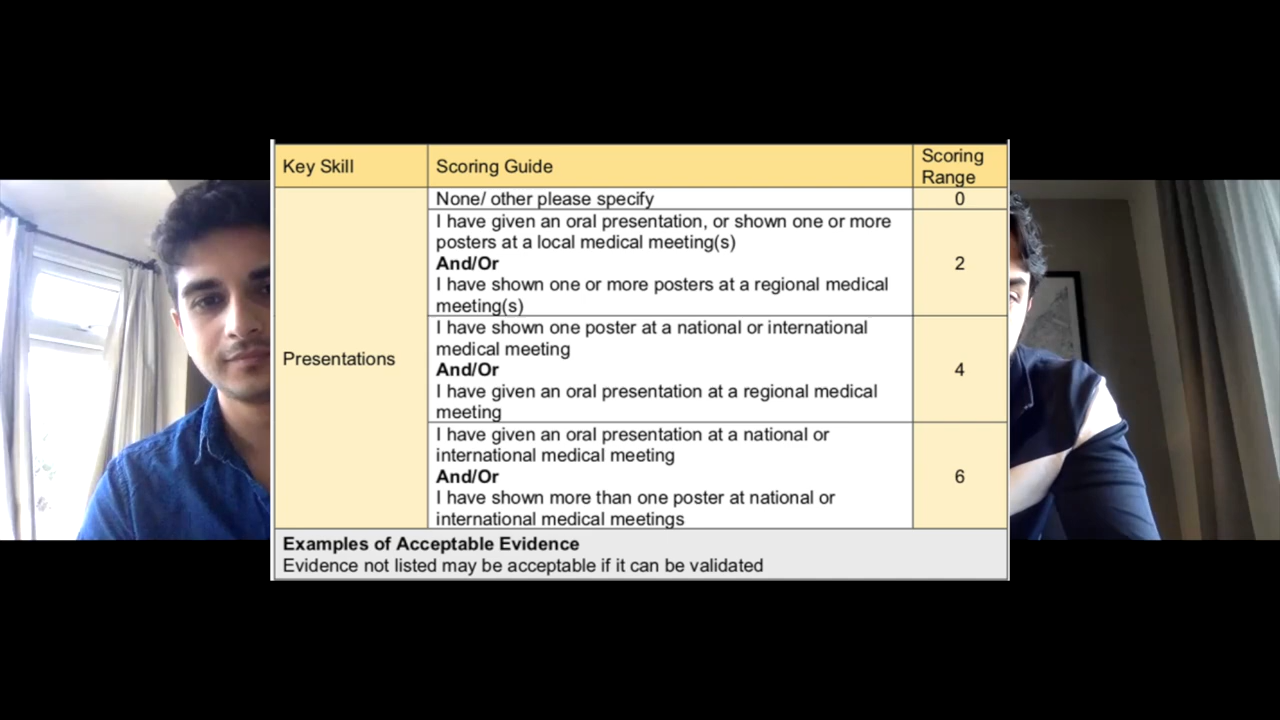 Key Skill
Scoring Guide
Scoring
Range
None/ other please specify
0
I have given an oral presentation, or shown one or more
posters at a local medical meeting(s)
And/Or
I have shown one or more posters at a regional medical
meeting(s)
2
Presentations
I have shown one poster at a national or international
medical meeting
And/Or
I have given an oral presentation at a regional medical
meeting
4
I have given an oral presentation at a national or
international medical meeting
And/Or
I have shown more than one poster at national or
international medical meetings
6
Examples of Acceptable Evidence
Evidence not listed may be acceptable if it can be validated